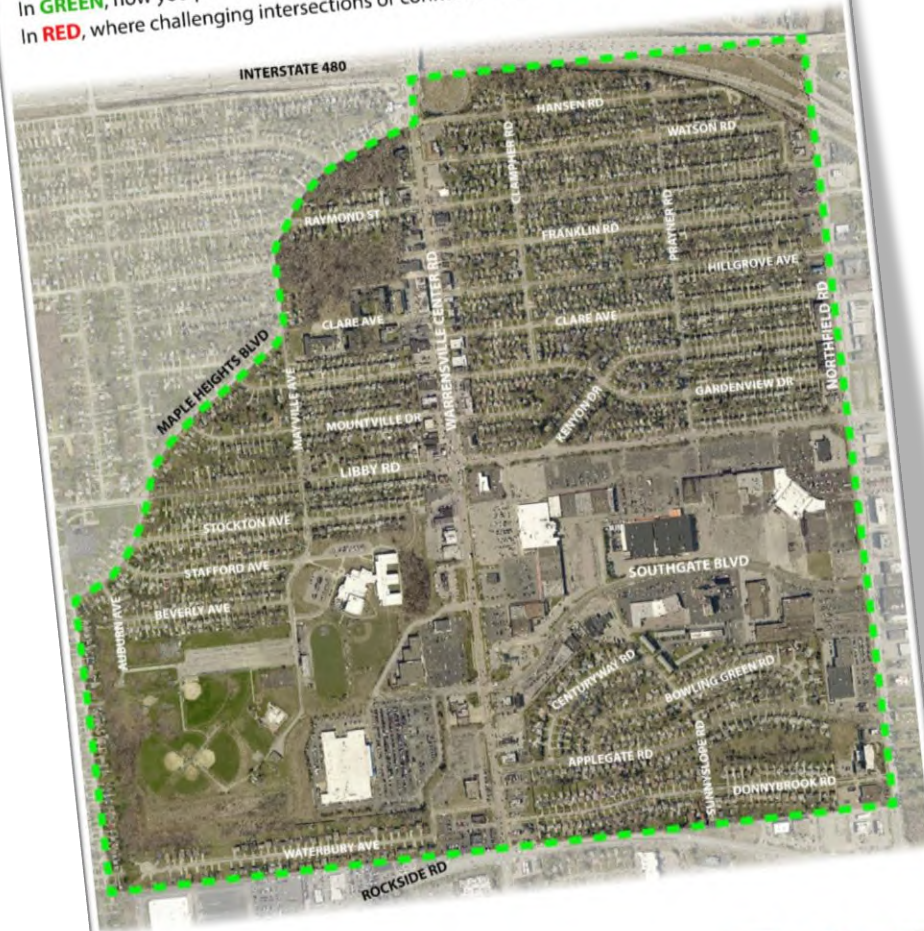 In GREEN, how you
In RED, where challenging intersections or
INTERSTATE 480
HANSEN RD
WATSON RD
CLAMPHER RD
RAYMOND ST
FRANKLIN RD
PRAYNER RD
HILLGROVE AVE
WARRENSVILLE CENTER RD
CLARE AVE
CLARE AVE
NORTHFIELD RD
MAPLE HEIGHTS BLVD
MAYVILLE AVE
GARDENVIEW DR
KENYON DR
MOUNTVILLE DR
LIBBY RD
STOCKTON AVE
STAFFORD AVE
SOUTHGATE BLVD
BEVERLY AVE
AUBURN AVE
CENTURYWAY RD
BOWLING GREEN RD
APPLEGATE RD
SUNNYSLOPE RD
DONNYBROOK RD
WATERBURY AVE
ROCKSIDE RD